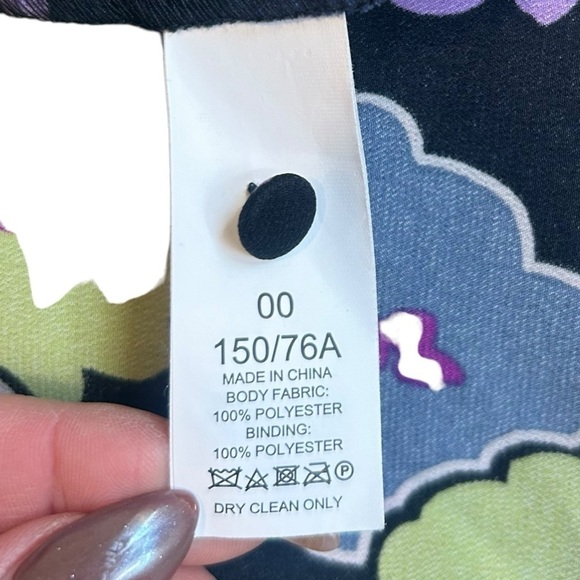 00
150/76A
MADE IN CHINA
BODY FABRIC:
100% POLYESTER
BINDING:
100% POLYESTER
P
DRY CLEAN ONLY